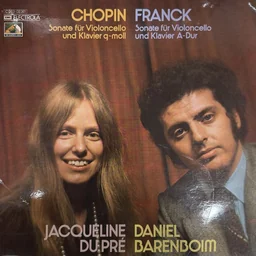 CHOPIN FRANCK
Sonate für Violoncello Sonate für Violoncello
und Klavier g-moll und Klavier A-Dur
ELECTROLA
JACQUELINE DANIEL
DU PRÉ BARENBOIM